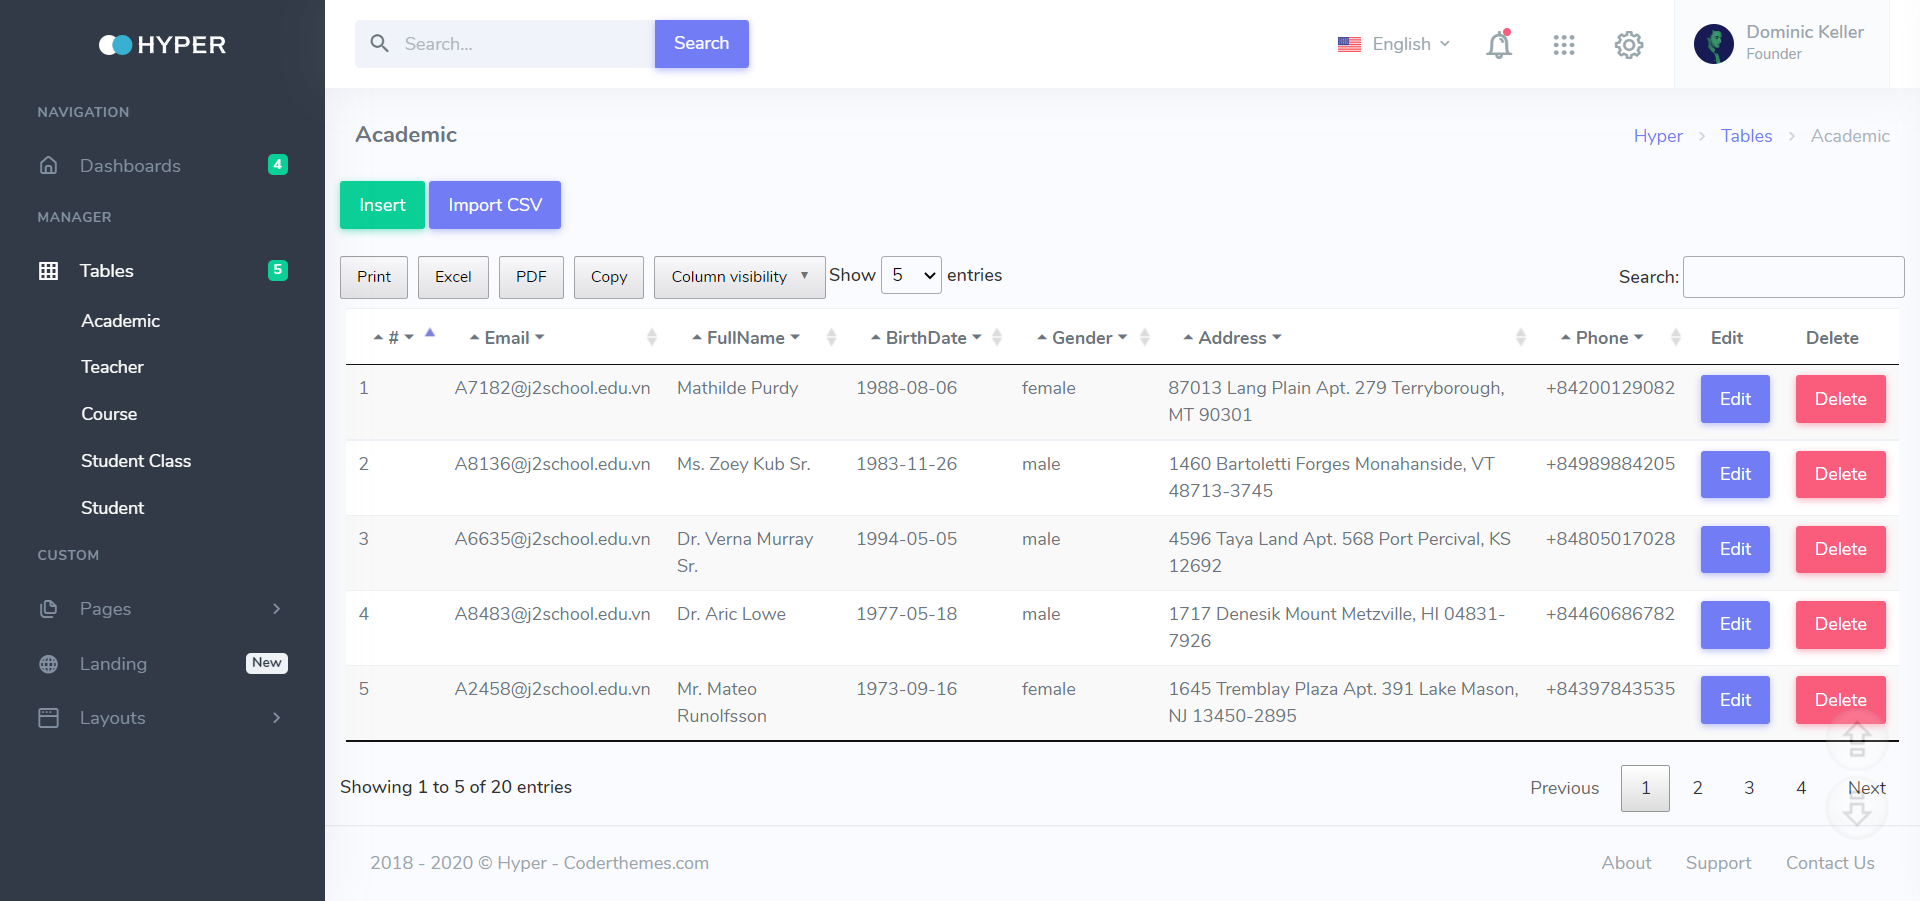 HYPER
Search...
Search
English
Dominic Keller
Founder
NAVIGATION
Dashboards
4
MANAGER
Tables
5
Academic
Teacher
Course
Student Class
Student
CUSTOM
Pages
Landing
New
Layouts
Academic
Hyper > Tables > Academic
Insert
Import CSV
Print
Excel
PDF
Copy
Column visibility
Show 5 entries
Search:
# Email FullName BirthDate Gender Address Phone Edit Delete
1 A7182@j2school.edu.vn Mathilde Purdy 1988-08-06 female 87013 Lang Plain Apt. 279 Terryborough, +84200129082 Edit Delete
MT 90301
2 A8136@j2school.edu.vn Ms. Zoey Kub Sr. 1983-11-26 male 1460 Bartoletti Forges Monahanside, VT +84989884205 Edit Delete
48713-3745
3 A6635@j2school.edu.vn Dr. Verna Murray 1994-05-05 male 4596 Taya Land Apt. 568 Port Percival, KS +84805017028 Edit Delete
Sr. 12692
4 A8483@j2school.edu.vn Dr. Aric Lowe 1977-05-18 male 1717 Denesik Mount Metzville, HI 04831- +84460686782 Edit Delete
7926
5 A2458@j2school.edu.vn Mr. Mateo 1973-09-16 female 1645 Tremblay Plaza Apt. 391 Lake Mason, +84397843535 Edit Delete
Runolfsson NJ 13450-2895
Showing 1 to 5 of 20 entries
Previous 1 2 3 4 Next
2018 - 2020 © Hyper - Coderthemes.com
About Support Contact Us